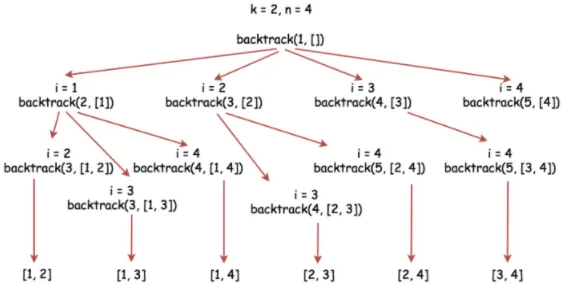 k = 2, n = 4
backtrack(1, [])
i = 1
backtrack(2, [1])
i = 2
backtrack(3, [2])
i = 3
backtrack(4, [3])
i = 4
backtrack(5, [4])
i = 2
backtrack(3, [1, 2])
i = 4
backtrack(4, [1, 4])
i = 4
backtrack(5, [2, 4])
i = 4
backtrack(5, [3, 4])
i = 3
backtrack(3, [1, 3])
i = 3
backtrack(4, [2, 3])
[1, 2]
[1, 3]
[1, 4]
[2, 3]
[2, 4]
[3, 4]